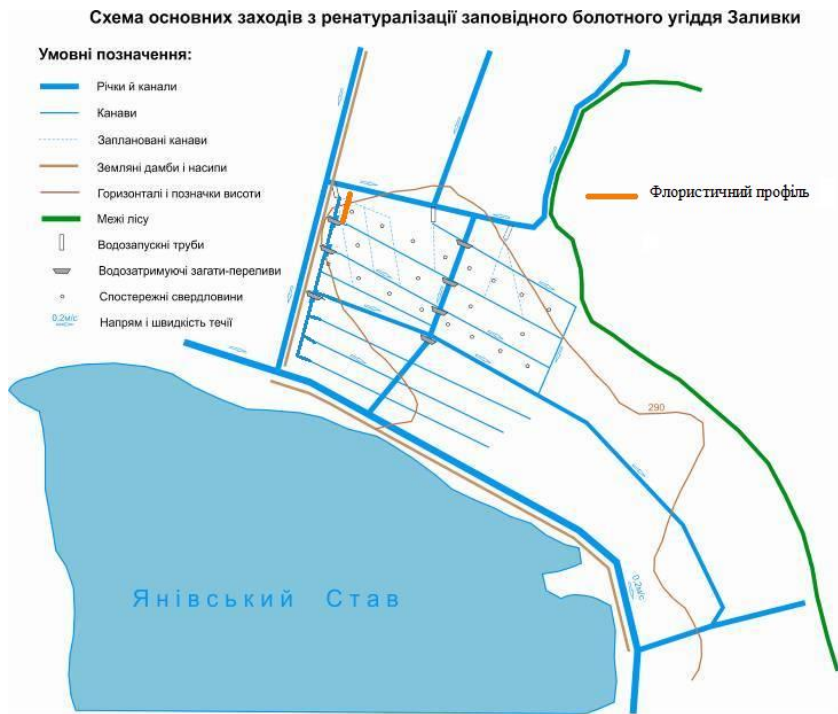 Схема основних заходів з ренатуралізації заповідного болотного угіддя Заливки
Умовні позначення:
Річки й канали
Канави
Заплановані канави
Земляні дамби і насипи
Горизонталі і позначки висоти
Межі лісу
Водозапускні труби
Водозатримуючі загати-переливи
Спостережні свердловини
0.2м/с Напрям і швидкість течії
Флористичний профіль
290
0.2м/с
Янівський Став